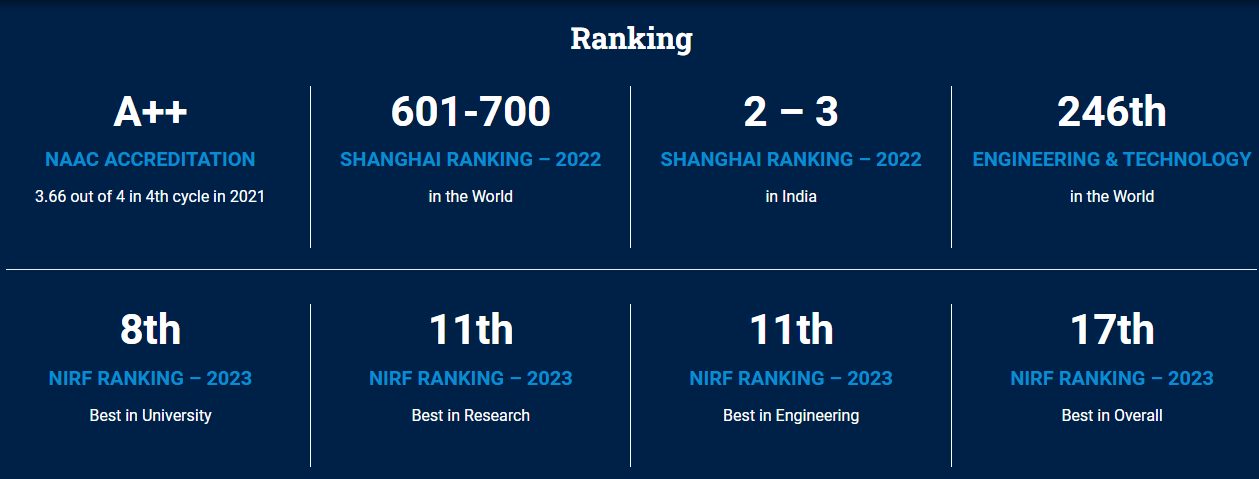 Ranking
A++
NAAC ACCREDITATION
3.66 out of 4 in 4th cycle in 2021
601-700
SHANGHAI RANKING – 2022
in the World
2 – 3
SHANGHAI RANKING – 2022
in India
246th
ENGINEERING & TECHNOLOGY
in the World
8th
NIRF RANKING – 2023
Best in University
11th
NIRF RANKING – 2023
Best in Research
11th
NIRF RANKING – 2023
Best in Engineering
17th
NIRF RANKING – 2023
Best in Overall